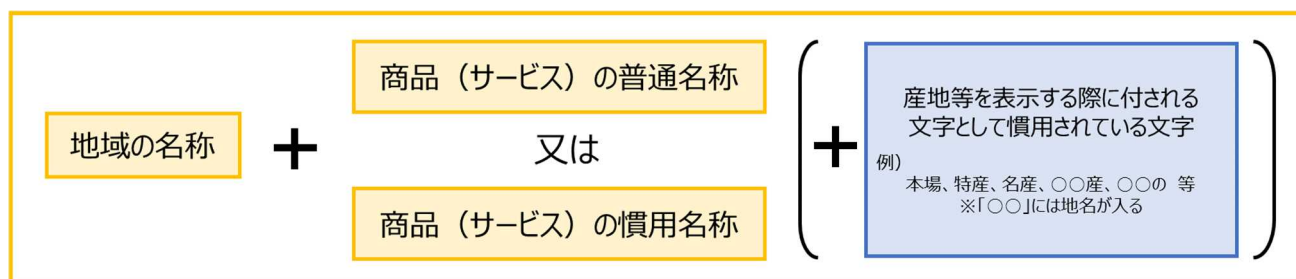 地域の名称
+
商品（サービス）の普通名称
又は
商品（サービス）の慣用名称
+
産地等を表示する際に付される
文字として慣用されている文字
例）
本場、特産、名産、○○産、○○の 等
※「○○」には地名が入る